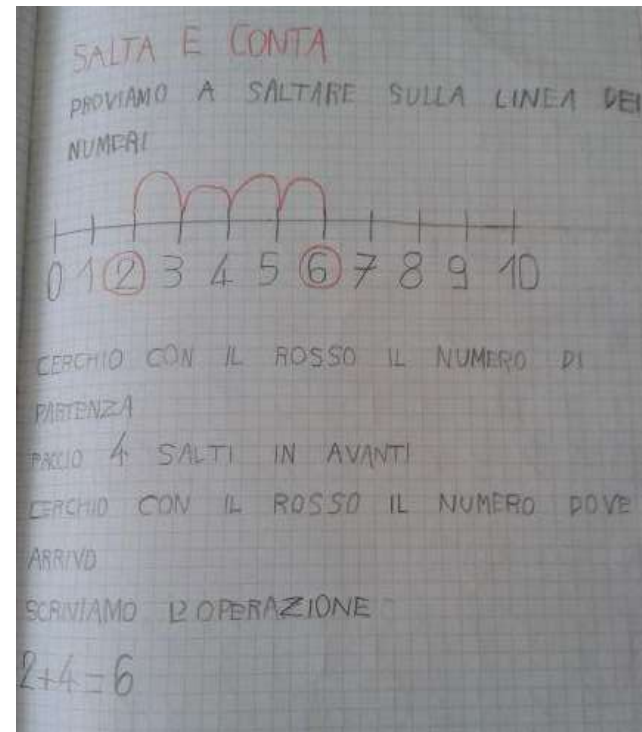 SALTA E CONTA
PROVIAMO A SALTARE SULLA LINEA DEI
NUMERI
0 1 2 3 4 5 6 7 8 9 10
CERCHIO CON IL ROSSO IL NUMERO DI
PARTENZA
FACCIO 4 SALTI IN AVANTI
CERCHIO CON IL ROSSO IL NUMERO DOVE
ARRIVO
SCRIVIAMO L'OPERAZIONE
2+4=6